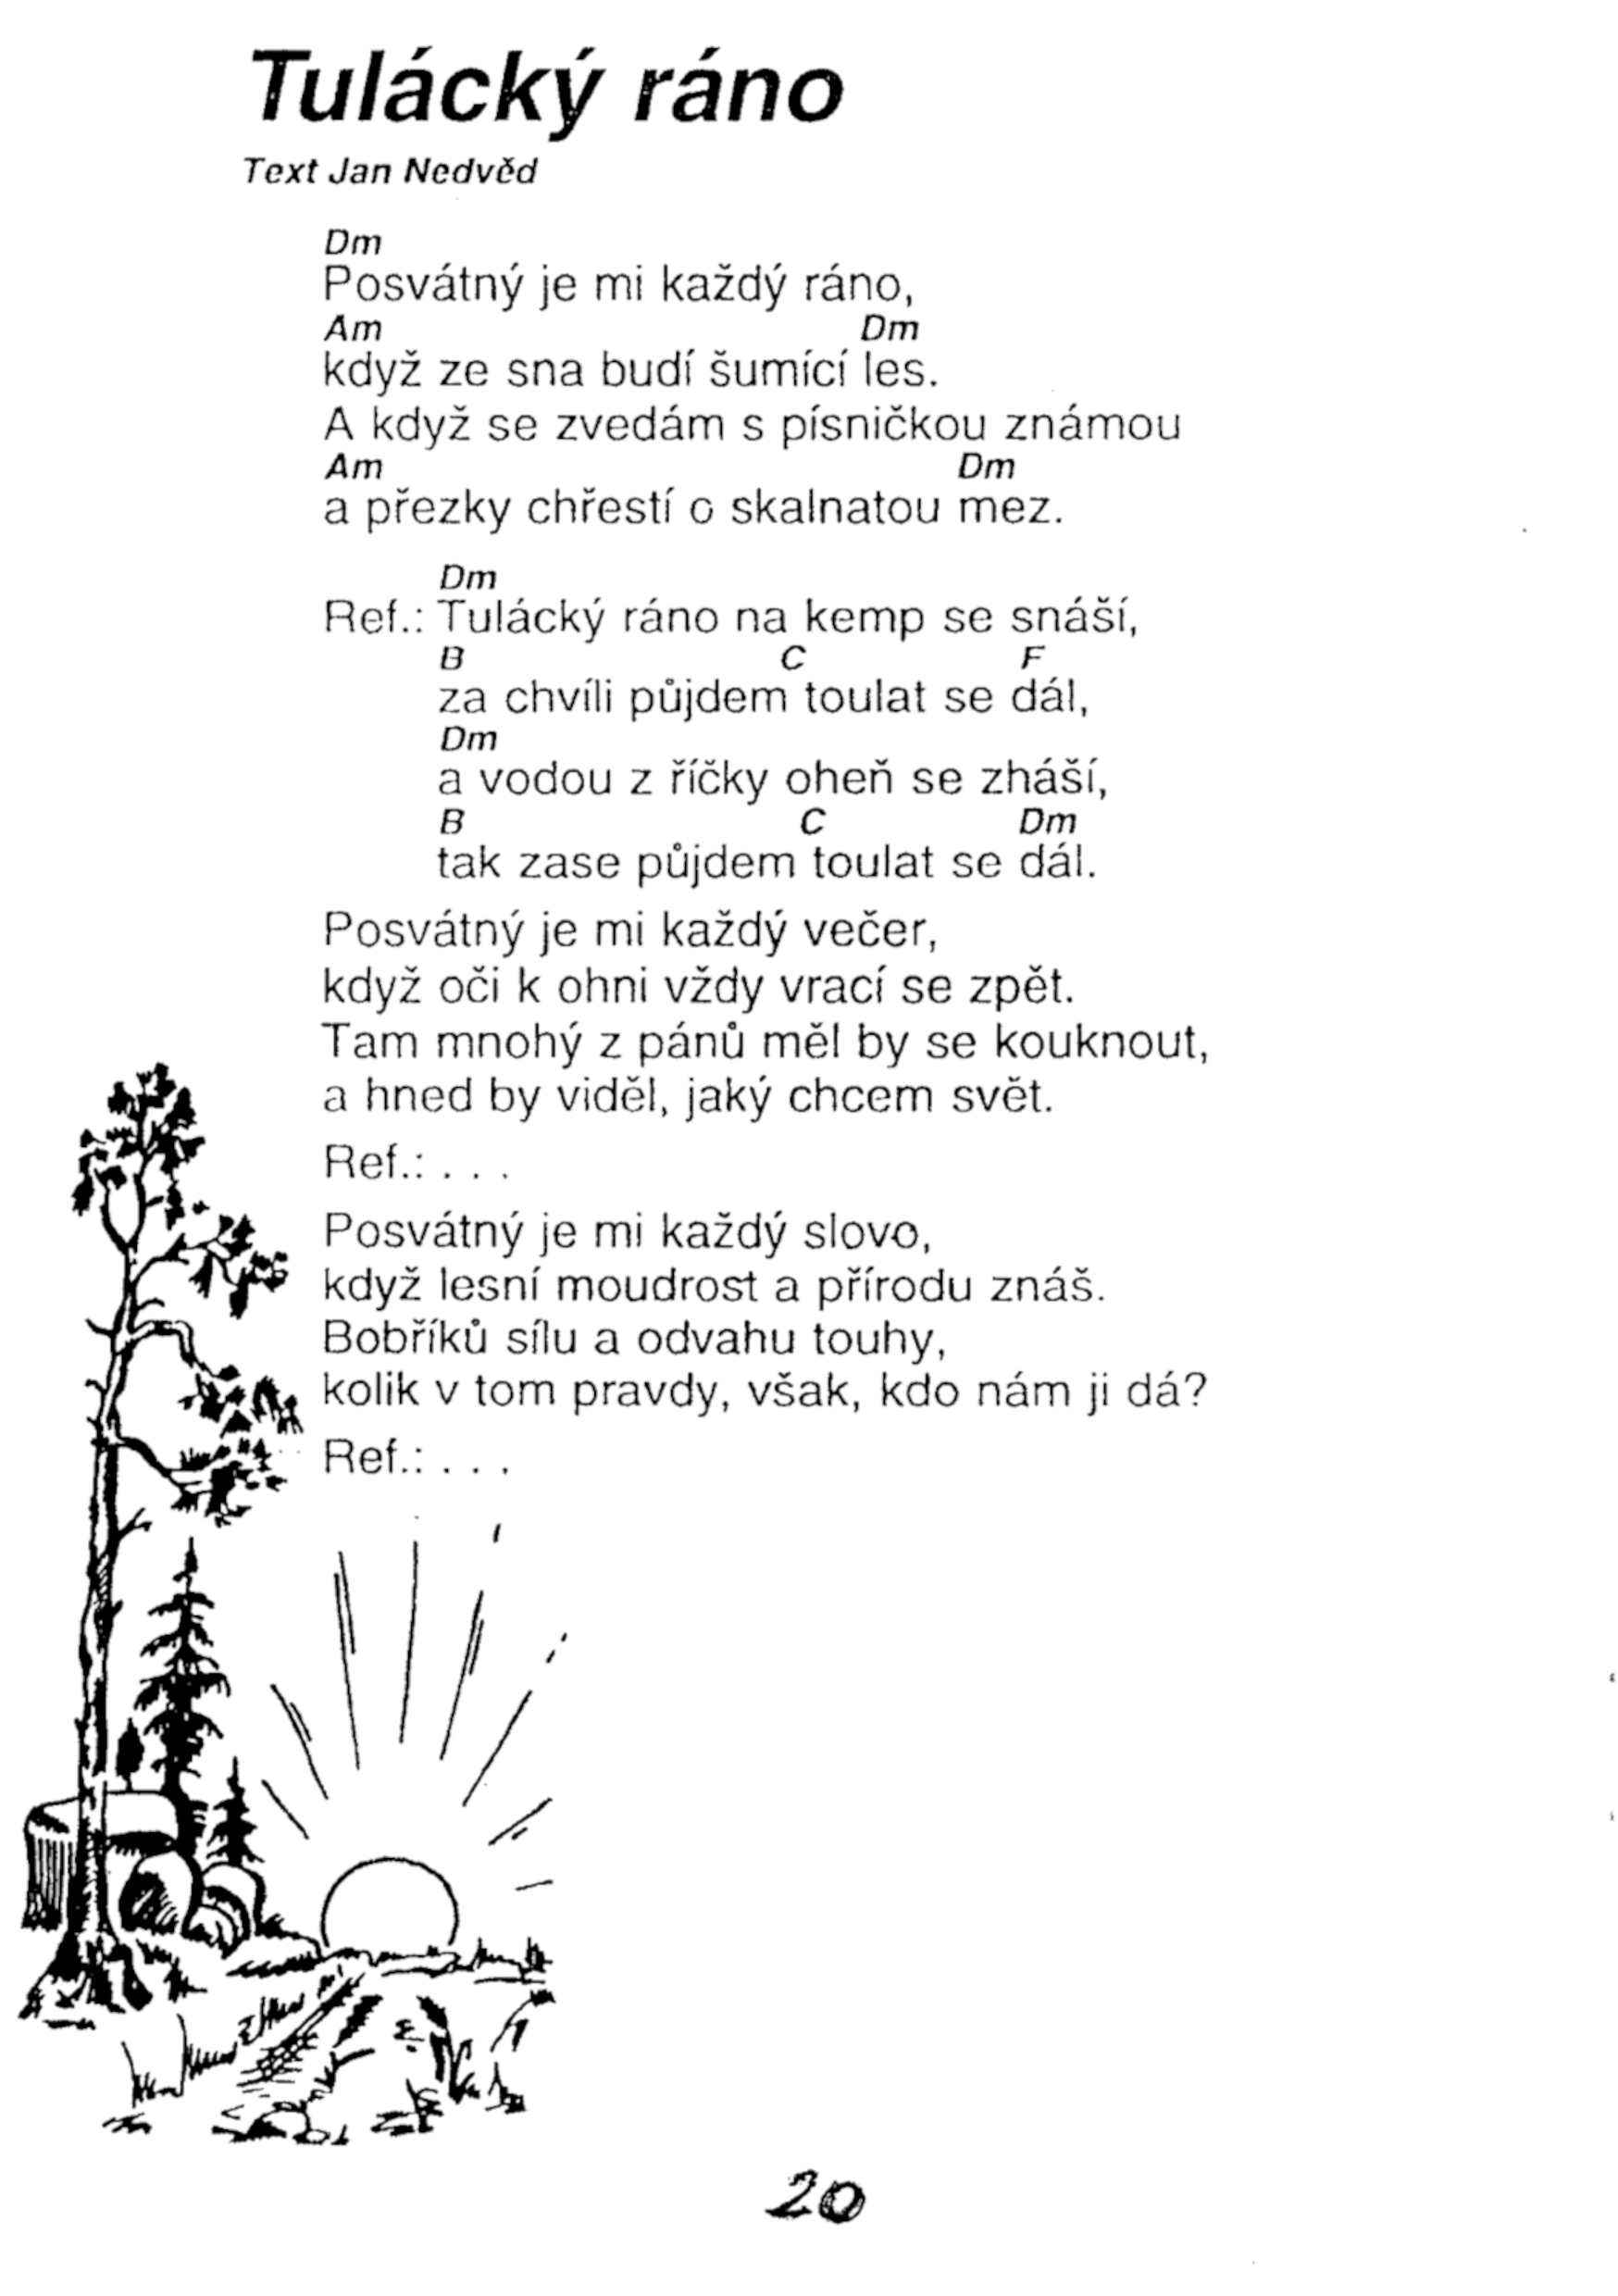 Tulácký ráno
Text Jan Nedvěd
Dm
Posvátný je mi každý ráno,
Am Dm
když ze sna budí šumící les.
A když se zvedám s písničkou známou
Am Dm
a přezky chřestí o skalnatou mez.
Dm
Ref.: Tulácký ráno na kemp se snáší,
B C F
za chvíli půjdem toulat se dál,
Dm
a vodou z říčky oheň se zháší,
B C Dm
tak zase půjdem toulat se dál.
Posvátný je mi každý večer,
když oči k ohni vždy vrací se zpět.
Tam mnohý z pánů měl by se kouknout,
a hned by viděl, jaký chcem svět.
Ref.: . . .
Posvátný je mi každý slovo,
když lesní moudrost a přírodu znáš.
Bobříků sílu a odvahu touhy,
kolik v tom pravdy, však, kdo nám ji dá?
Ref.: . . .
20